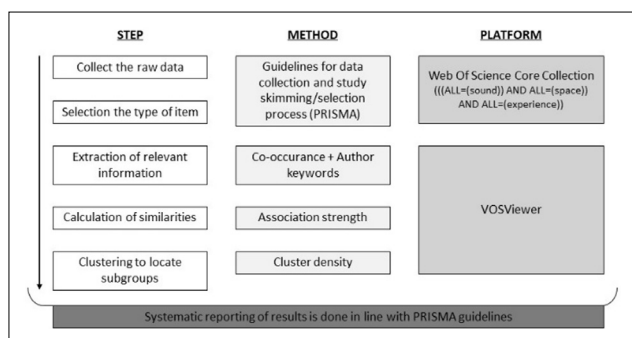 STEP
METHOD
PLATFORM
Collect the raw data
Selection the type of item
Extraction of relevant
information
Calculation of similarities
Clustering to locate
subgroups
Guidelines for data
collection and study
skimming/selection
process (PRISMA)
Co-occurance + Author
keywords
Association strength
Cluster density
Web Of Science Core Collection
(((ALL=(sound)) AND ALL=(space))
AND ALL=(experience))
VOSViewer
Systematic reporting of results is done in line with PRISMA guidelines